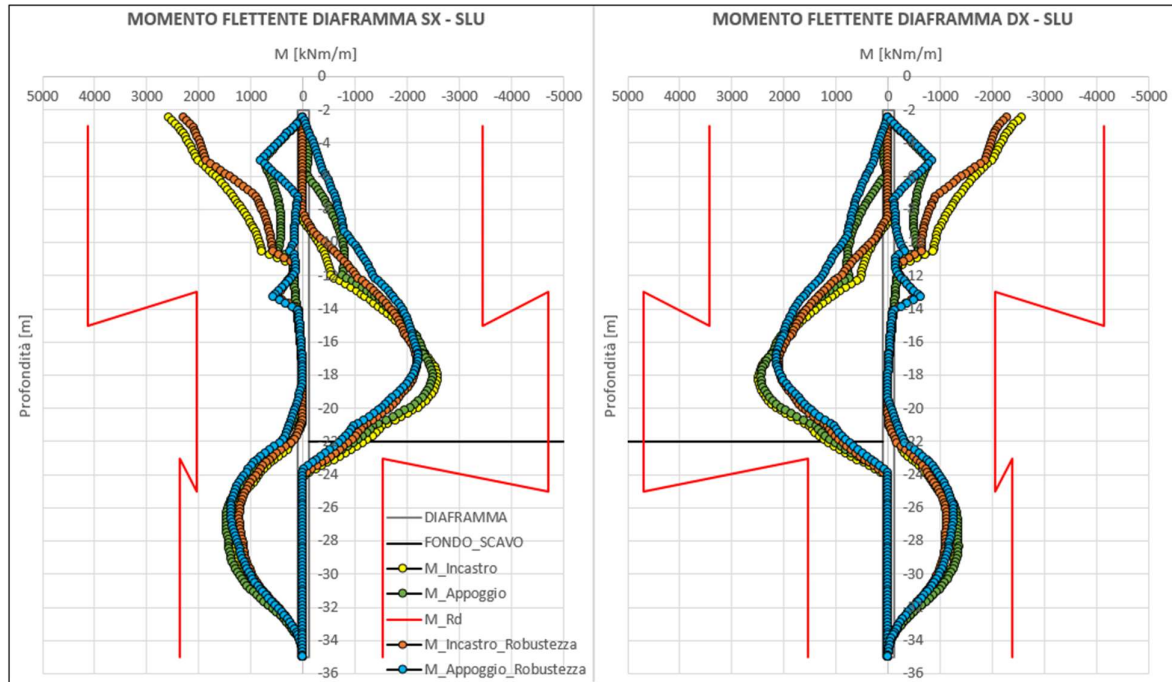 MOMENTO FLETTENTE DIAFRAMMA SX - SLU
M [kNm/m]
5000 4000 3000 2000 1000 0 -1000 -2000 -3000 -4000 -5000
Profondità [m]
0
-2
-4
-6
-8
-10
-12
-14
-16
-18
-20
-22
-24
-26
-28
-30
-32
-34
-36
DIAFRAMMA
FONDO_SCAVO
M_Incastro
M_Appoggio
M_Rd
M_Incastro_Robustezza
M_Appoggio_Robustezza
MOMENTO FLETTENTE DIAFRAMMA DX - SLU
M [kNm/m]
5000 4000 3000 2000 1000 0 -1000 -2000 -3000 -4000 -5000
Profondità [m]
0
-2
-4
-6
-8
-10
-12
-14
-16
-18
-20
-22
-24
-26
-28
-30
-32
-34
-36